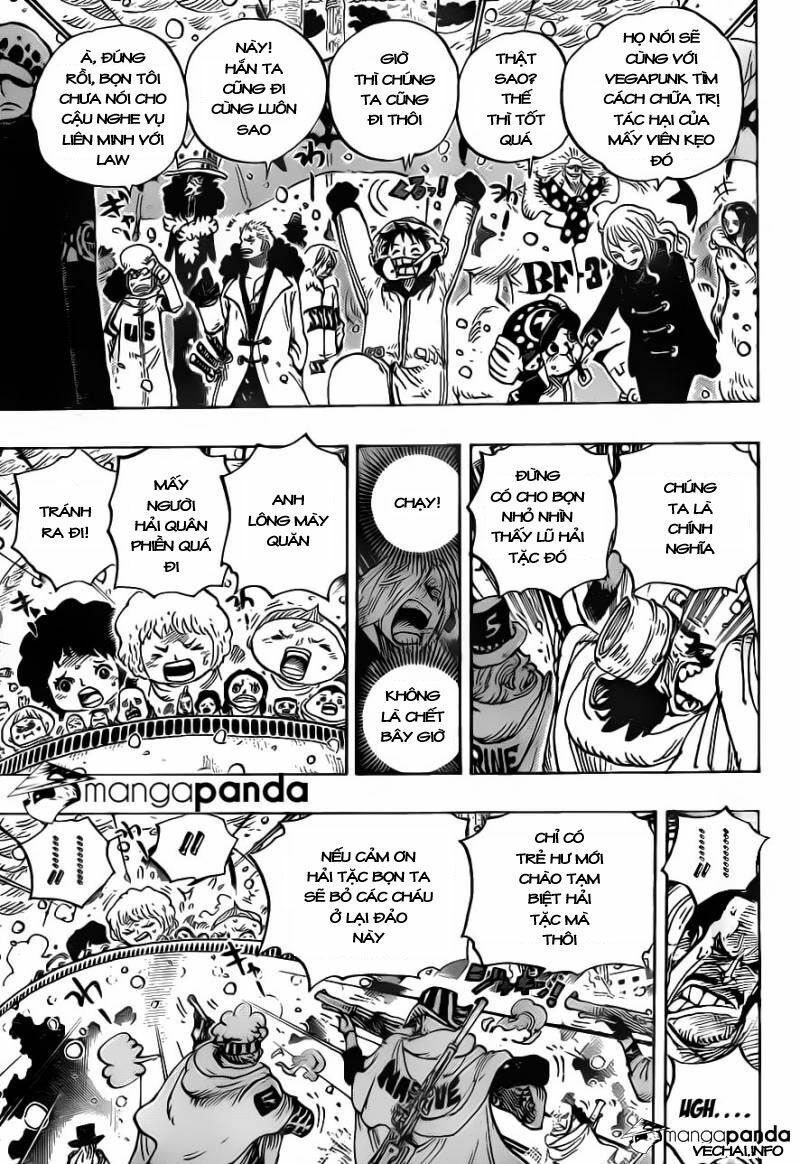 HỌ NÓI SẼ
CÙNG VỚI
VEGAPUNK TÌM
CÁCH CHỮA TRỊ
TÁC HẠI CỦA
MẤY VIÊN KẸO
ĐÓ
THẬT
SAO?
THẾ
THÌ TỐT
QUÁ
GIỜ
THÌ CHÚNG
TA CŨNG
ĐI THÔI
NÀY!
HẮN TA
CŨNG ĐI
CÙNG LUÔN
SAO
À, ĐÚNG
RỒI, BỌN TÔI
CHƯA NÓI CHO
CẬU NGHE VỤ
LIÊN MINH VỚI
LAW
くるっ!
BF-3
US
CHÚNG
TA LÀ
CHÍNH
NGHĨA
ĐỪNG
CÓ CHO BỌN
NHỎ NHÌN
THẤY LŨ HẢI
TẶC ĐÓ
S
RINE
CHẠY!
KHÔNG
LÀ CHẾT
BÂY GIỜ
ANH
LÔNG MÀY
QUĂN
MẤY
NGƯỜI
HẢI QUÂN
PHIỀN QUÁ
ĐI
TRÁNH
RA ĐI!
mangapanda
CHỈ CÓ
TRẺ HƯ MỚI
CHÀO TẠM
BIỆT HẢI
TẶC MÀ
THÔI
NẾU CẢM ƠN
HẢI TẶC BỌN TA
SẼ BỎ CÁC CHÁU
Ở LẠI ĐẢO
NÀY
UGH....
mangapanda
VECHAI.INFO